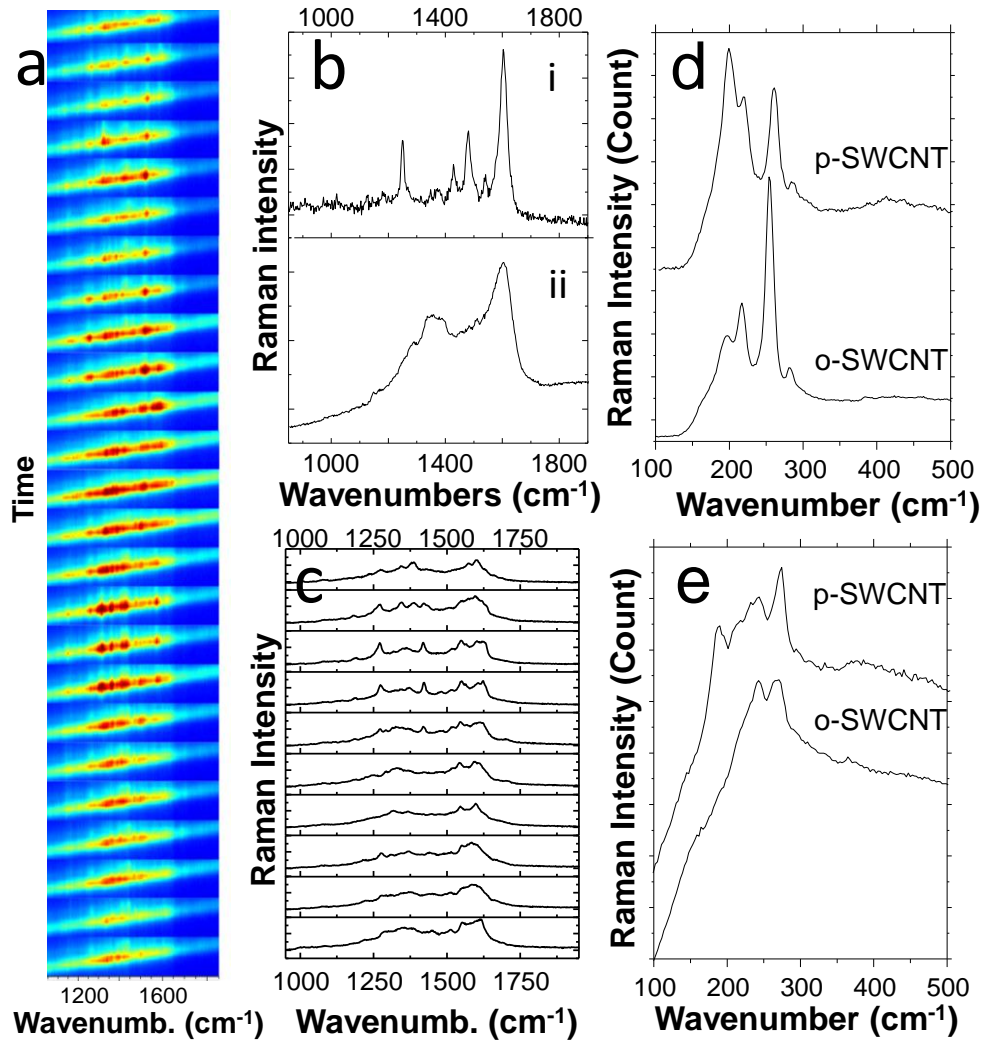 a
Time
1200 1600
Wavenumb. (cm-1)
1000 1400 1800
b
i
ii
Raman intensity
1000 1400 1800
Wavenumbers (cm-1)
1000 1250 1500 1750
c
Raman Intensity
1000 1250 1500 1750
Wavenumb. (cm-1)
d
p-SWCNT
o-SWCNT
Raman Intensity (Count)
100 200 300 400 500
Wavenumber (cm-1)
e
p-SWCNT
o-SWCNT
Raman Intensity (Count)
100 200 300 400 500
Wavenumber (cm-1)